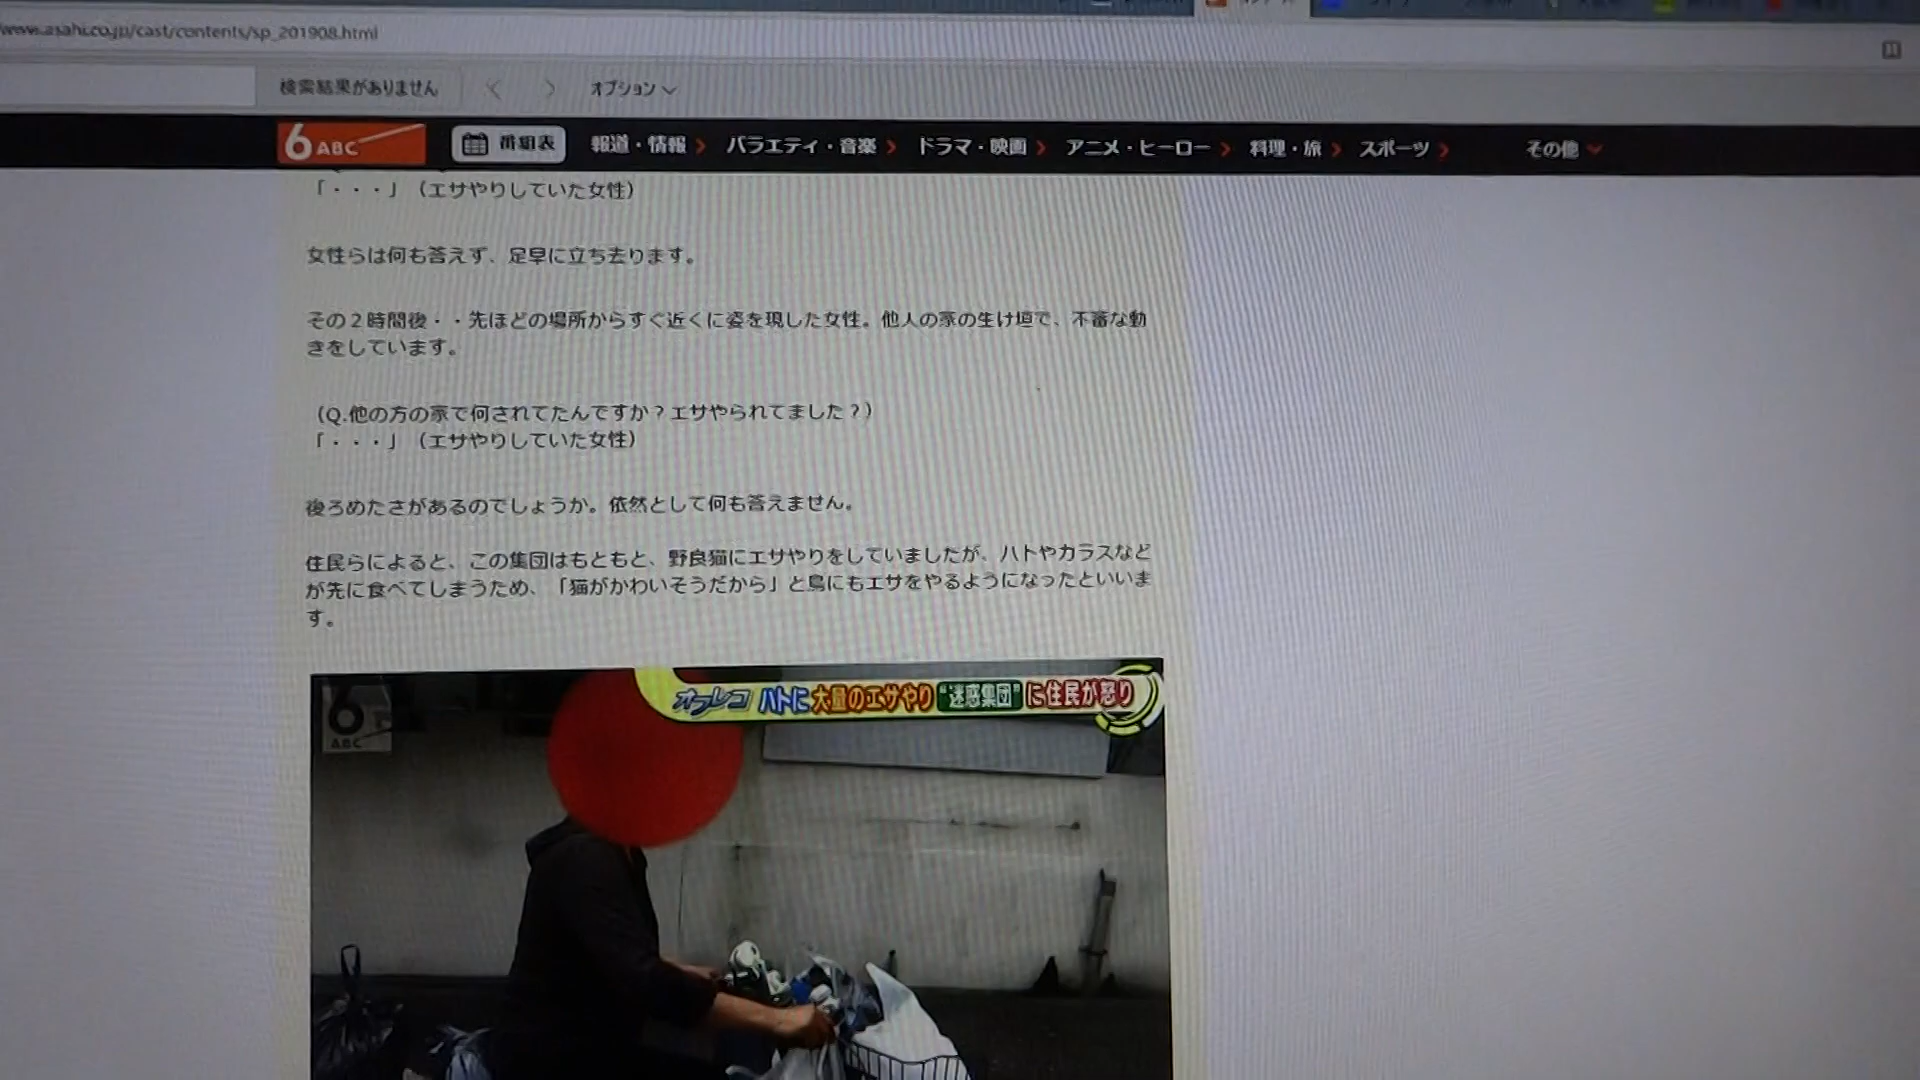 www.asahi.co.jp/cast/contents/sp_201908.html
検索結果がありません
オプション
6 ABC
番組表
報道・情報
バラエティ・音楽
ドラマ・映画
アニメ・ヒーロー
料理・旅
スポーツ
その他
「・・・」（エサやりしていた女性）
女性らは何も答えず、足早に立ち去ります。
その２時間後・・先ほどの場所からすぐ近くに姿を現した女性。他人の家の生け垣で、不審な動
きをしています。
（Q.他の方の家で何されてたんですか？エサやられてました？）
「・・・」（エサやりしていた女性）
後ろめたさがあるのでしょうか。依然として何も答えません。
住民らによると、この集団はもともと、野良猫にエサやりをしていましたが、ハトやカラスなど
が先に食べてしまうため、「猫がかわいそうだから」と鳥にもエサをやるようになったといいま
す。
6
ABC
オフレコ ハトに大量のエサやり“迷惑集団”に住民が怒り